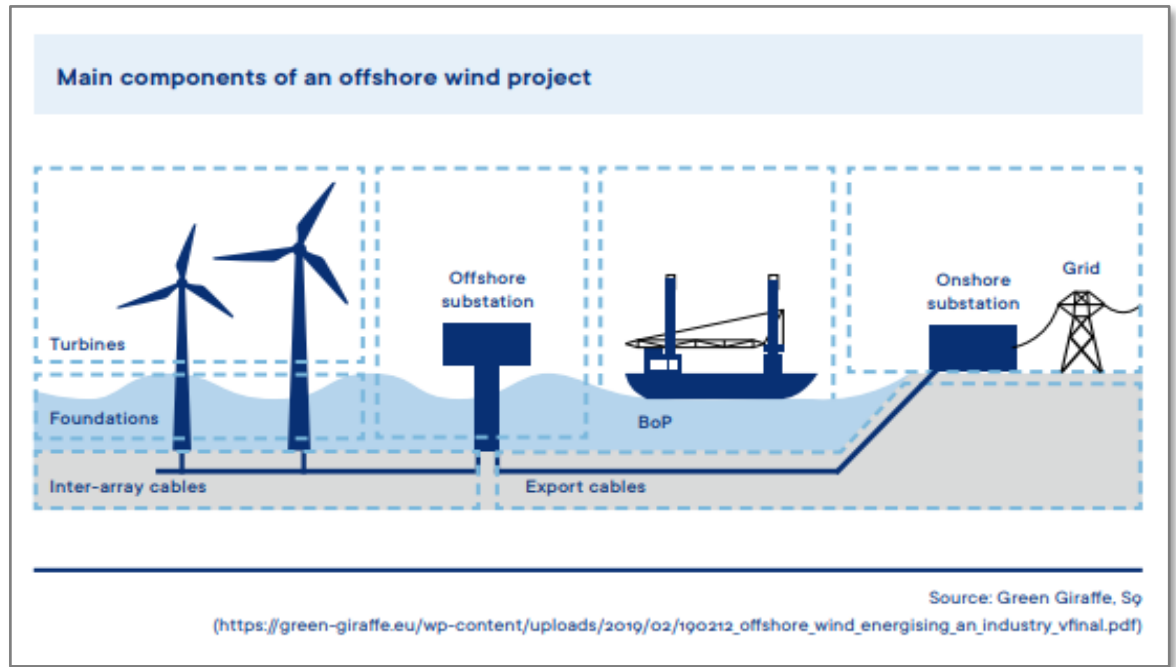 Main components of an offshore wind project
Turbines
Foundations
Inter-array cables
Offshore
substation
Export cables
BoP
Onshore
substation
Grid
Source: Green Giraffe, S9
(https://green-giraffe.eu/wp-content/uploads/2019/02/190212_offshore_wind_energising_an_industry_vfinal.pdf)